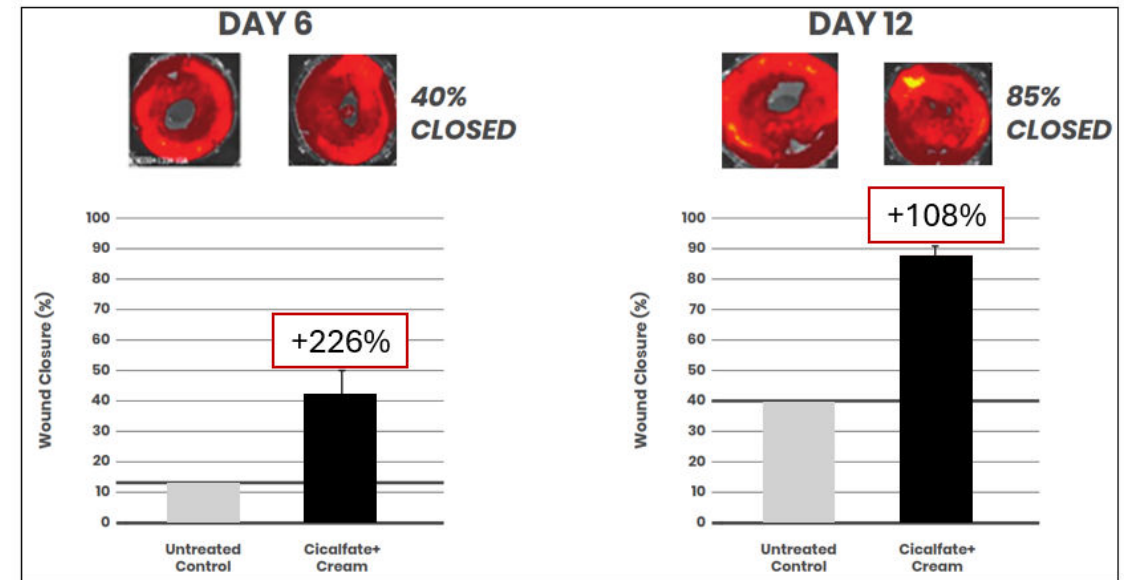 DAY 6
40%
CLOSED
100
90
80
70
60
50
40
30
20
10
0
Wound Closure (%)
+226%
Untreated
Control
Cicalfate+
Cream
DAY 12
85%
CLOSED
100
90
80
70
60
50
40
30
20
10
0
Wound Closure (%)
+108%
Untreated
Control
Cicalfate+
Cream